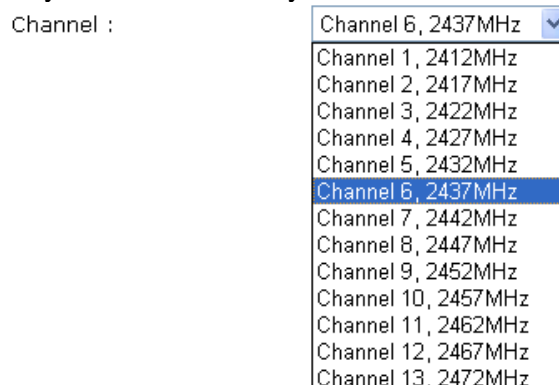 Channel : Channel 6, 2437MHz
Channel 1, 2412MHz
Channel 2, 2417MHz
Channel 3, 2422MHz
Channel 4, 2427MHz
Channel 5, 2432MHz
Channel 6, 2437MHz
Channel 7, 2442MHz
Channel 8, 2447MHz
Channel 9, 2452MHz
Channel 10, 2457MHz
Channel 11, 2462MHz
Channel 12, 2467MHz
Channel 13, 2472MHz